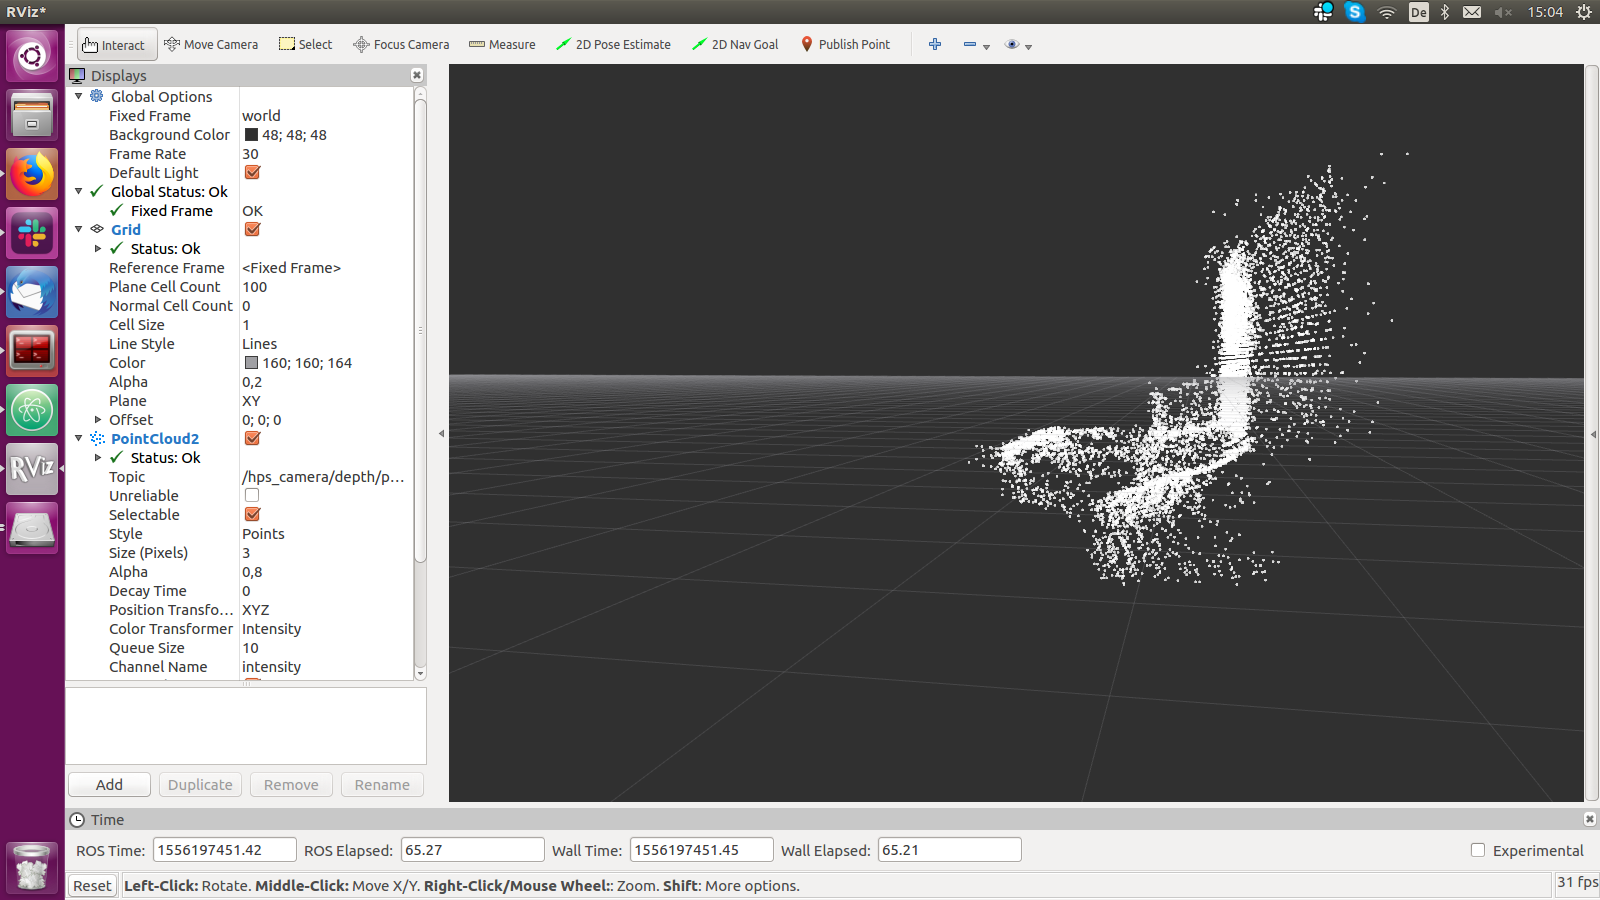 RViz*
De
15:04
Interact
Move Camera
Select
Focus Camera
Measure
2D Pose Estimate
2D Nav Goal
Publish Point
Displays
Global Options
Fixed Frame world
Background Color 48; 48; 48
Frame Rate 30
Default Light
Global Status: Ok
Fixed Frame OK
Grid
Status: Ok
Reference Frame <Fixed Frame>
Plane Cell Count 100
Normal Cell Count 0
Cell Size 1
Line Style Lines
Color 160; 160; 164
Alpha 0,2
Plane XY
Offset 0; 0; 0
PointCloud2
Status: Ok
Topic /hps_camera/depth/p…
Unreliable
Selectable
Style Points
Size (Pixels) 3
Alpha 0,8
Decay Time 0
Position Transfo… XYZ
Color Transformer Intensity
Queue Size 10
Channel Name intensity
RViz
Add
Duplicate
Remove
Rename
Time
ROS Time: 1556197451.42 ROS Elapsed: 65.27 Wall Time: 1556197451.45 Wall Elapsed: 65.21 Experimental
Reset Left-Click: Rotate. Middle-Click: Move X/Y. Right-Click/Mouse Wheel:: Zoom. Shift: More options. 31 fps